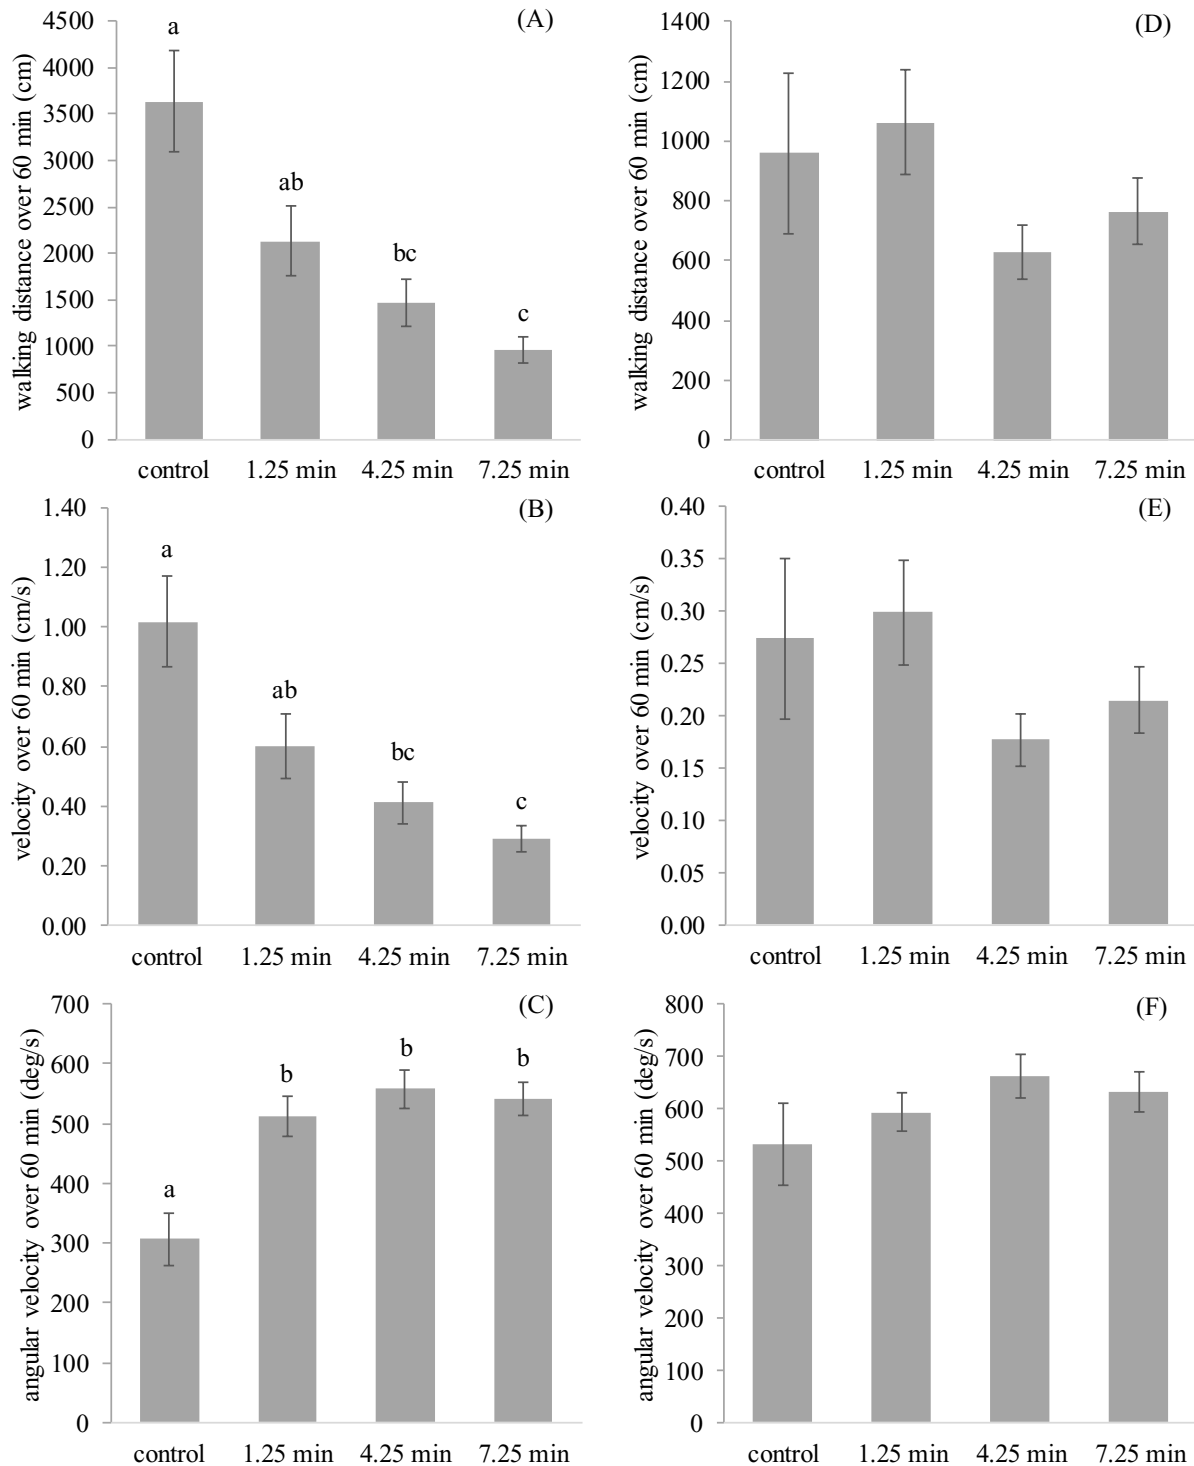 (A)
walking distance over 60 min (cm)
4500
4000
3500
3000
2500
2000
1500
1000
500
0
a
ab
bc
c
control 1.25 min 4.25 min 7.25 min
(D)
walking distance over 60 min (cm)
1400
1200
1000
800
600
400
200
0
control 1.25 min 4.25 min 7.25 min
(B)
velocity over 60 min (cm/s)
1.40
1.20
1.00
0.80
0.60
0.40
0.20
0.00
a
ab
bc
c
control 1.25 min 4.25 min 7.25 min
(E)
velocity over 60 min (cm/s)
0.40
0.35
0.30
0.25
0.20
0.15
0.10
0.05
0.00
control 1.25 min 4.25 min 7.25 min
(C)
angular velocity over 60 min (deg/s)
700
600
500
400
300
200
100
0
a
b
b
b
control 1.25 min 4.25 min 7.25 min
(F)
angular velocity over 60 min (deg/s)
800
700
600
500
400
300
200
100
0
control 1.25 min 4.25 min 7.25 min